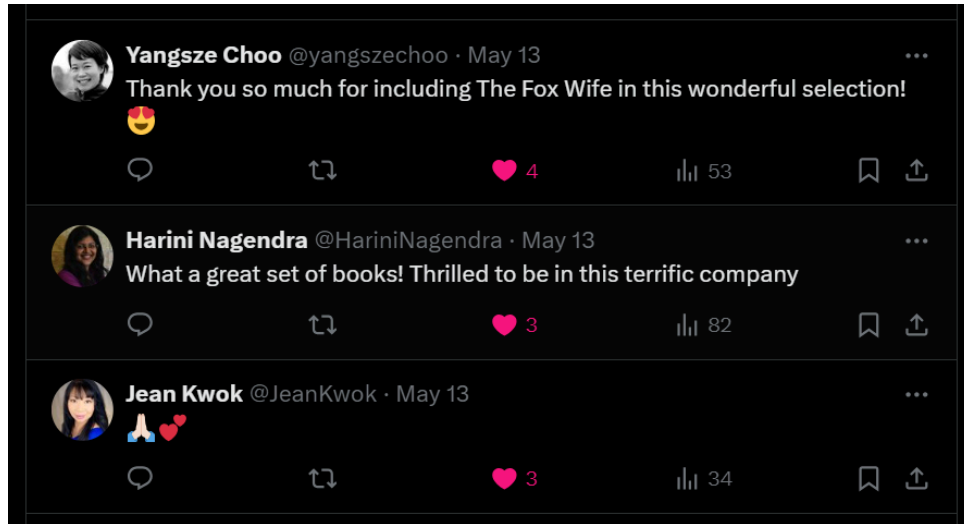 Yangsze Choo @yangszechoo · May 13
Thank you so much for including The Fox Wife in this wonderful selection!
😍
4 53
Harini Nagendra @HariniNagendra · May 13
What a great set of books! Thrilled to be in this terrific company
3 82
Jean Kwok @JeanKwok · May 13
🙏🏻💕
3 34